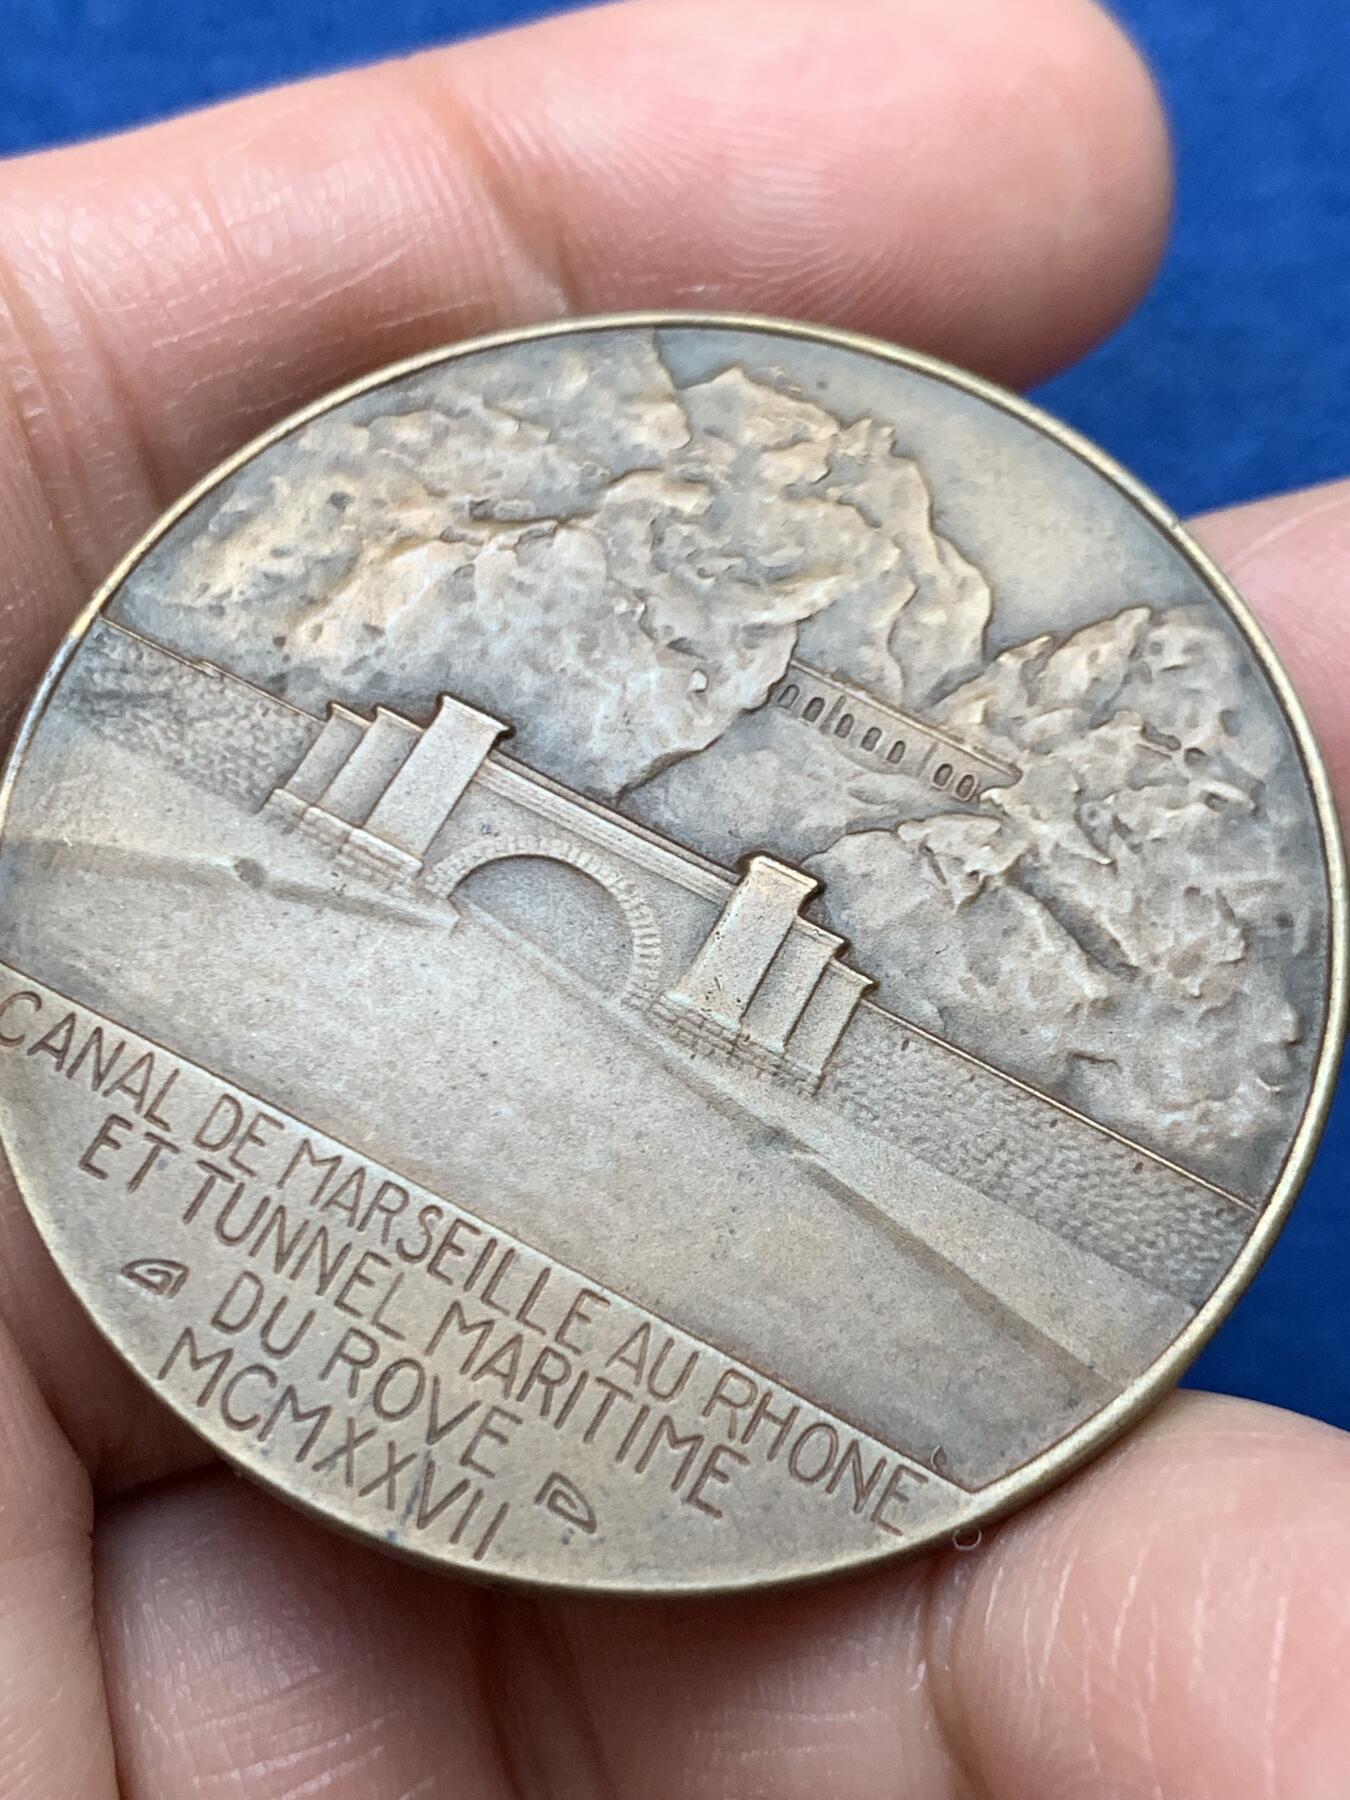 CANAL DE MARSEILLE AU RHONE
ET TUNNEL MARITIME
DU ROVE
MCMXXVII